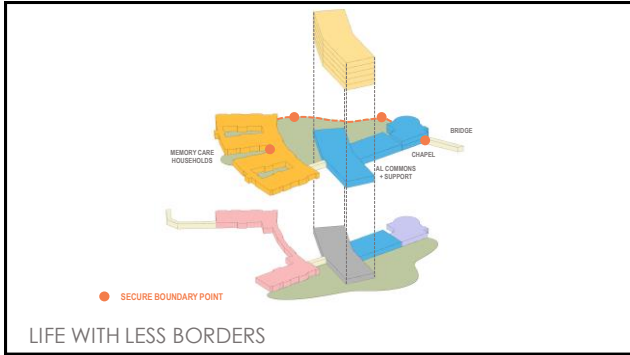 BRIDGE
MEMORY CARE
HOUSEHOLDS
CHAPEL
AL COMMONS
+ SUPPORT
SECURE BOUNDARY POINT
LIFE WITH LESS BORDERS